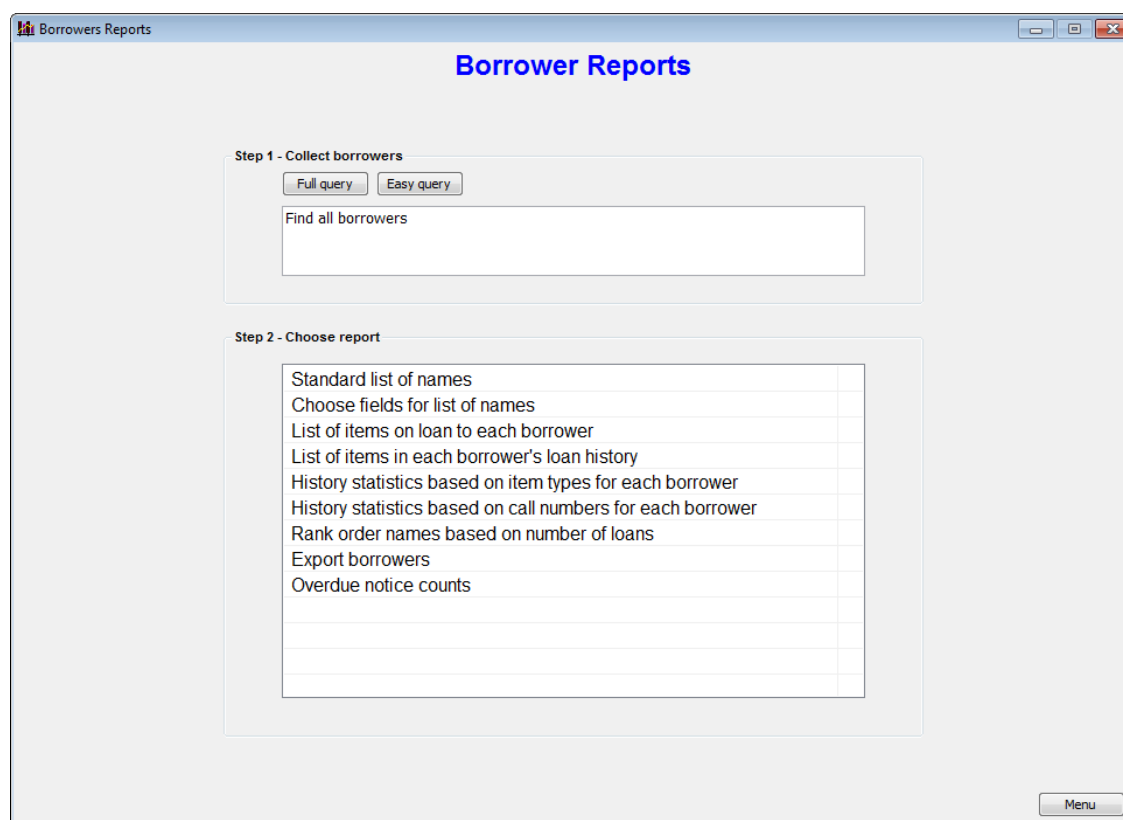 Borrowers Reports
Borrower Reports
Step 1 - Collect borrowers
Full query Easy query
Find all borrowers
Step 2 - Choose report
Standard list of names
Choose fields for list of names
List of items on loan to each borrower
List of items in each borrower's loan history
History statistics based on item types for each borrower
History statistics based on call numbers for each borrower
Rank order names based on number of loans
Export borrowers
Overdue notice counts
Menu